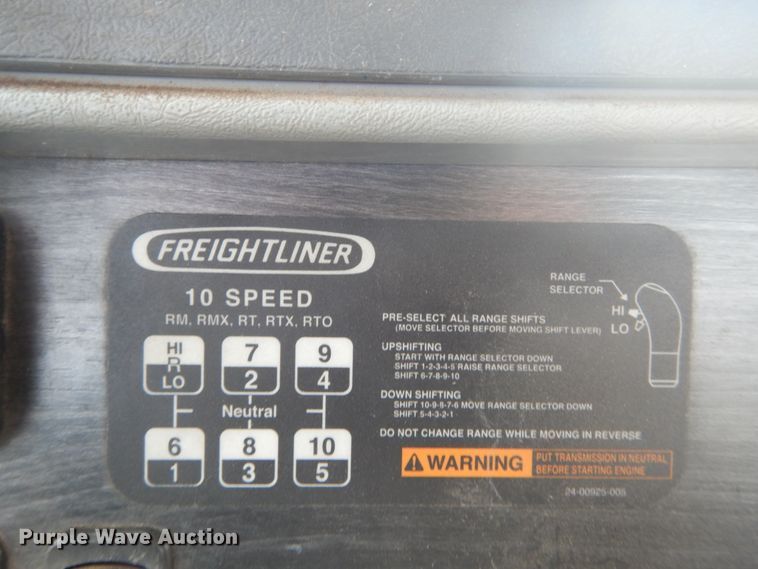 FREIGHTLINER
10 SPEED
RM, RMX, RT, RTX, RTO
HI
R
LO
7
2
9
4
Neutral
6
1
8
3
10
5
RANGE
SELECTOR
HI
LO
PRE-SELECT ALL RANGE SHIFTS
(MOVE SELECTOR BEFORE MOVING SHIFT LEVER)
UPSHIFTING
START WITH RANGE SELECTOR DOWN
SHIFT 1-2-3-4-5 RAISE RANGE SELECTOR
SHIFT 6-7-8-9-10
DOWN SHIFTING
SHIFT 10-9-8-7-6 MOVE RANGE SELECTOR DOWN
SHIFT 5-4-3-2-1
DO NOT CHANGE RANGE WHILE MOVING IN REVERSE
WARNING
PUT TRANSMISSION IN NEUTRAL
BEFORE STARTING ENGINE
24-00925-005
Purple Wave Auction